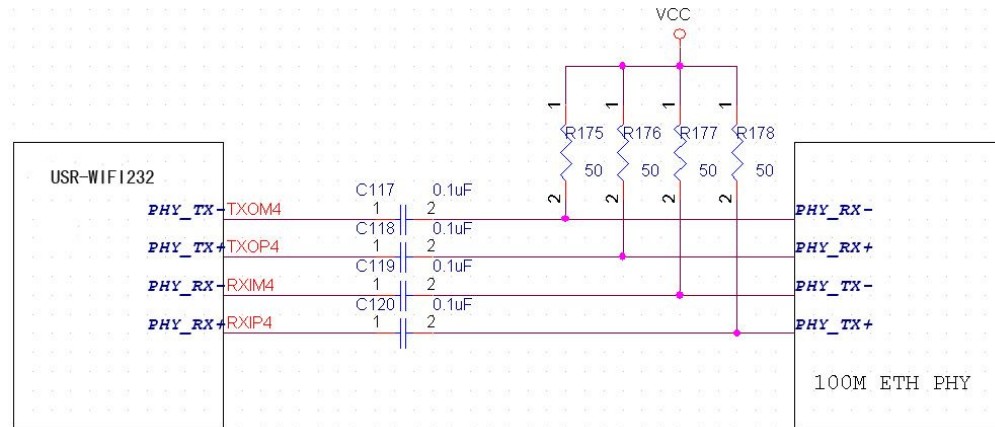 VCC
1 1 1 1
R175 R176 R177 R178
50 50 50 50
2 2 2 2
USR-WIFI232
C117 0.1uF
PHY_TX- TXOM4 1 2 PHY_RX-
C118 0.1uF
PHY_TX+ TXOP4 1 2 PHY_RX+
C119 0.1uF
PHY_RX- RXIM4 1 2 PHY_TX-
C120 0.1uF
PHY_RX+ RXIP4 1 2 PHY_TX+
100M ETH PHY